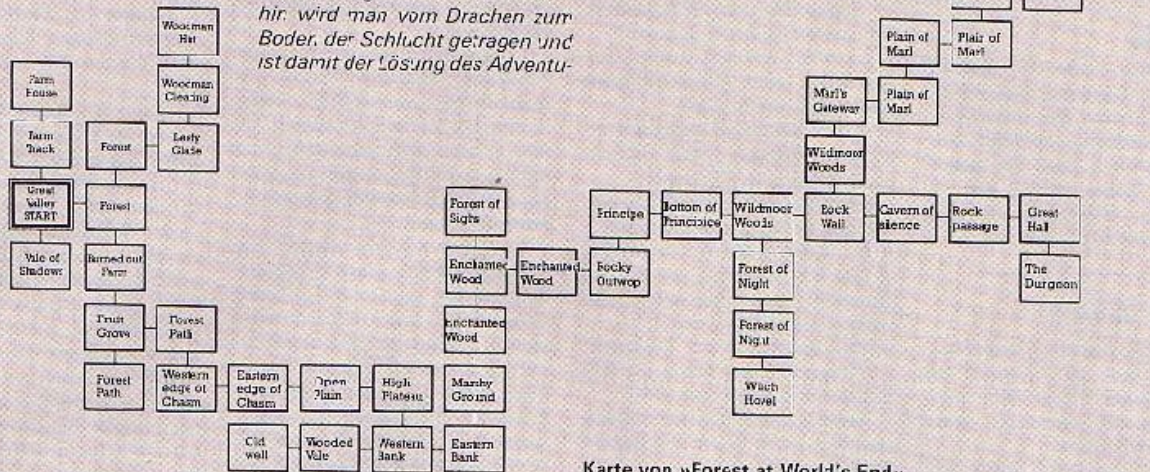 hin wird man vom Drachen zum
Boden der Schlucht getragen und
ist damit der Lösung des Adventu-
Woodman
Hut
Woodman
Clearing
Leafy
Glade
Farm
House
Farm
Track
Forest
Great
Valley
START
Forest
Vale of
Shadows
Burned out
Farm
Fruit
Grove
Forest
Path
Forest
Path
Western
edge of
Chasm
Eastern
edge of
Chasm
Open
Plain
High
Plateau
Marshy
Ground
Old
well
Wooded
Vale
Western
Bank
Eastern
Bank
Forest of
Sighs
Enchanted
Wood
Enchanted
Wood
Rocky
Outwop
Enchanted
Wood
Principe
Bottom of
Principice
Wildmoor
Woods
Rock
Wall
Cavern of
silence
Rock
passage
Great
Hall
The
Dungeon
Forest of
Night
Forest of
Night
Wach
Hovel
Wildmoor
Woods
Marl's
Gateway
Plain of
Marl
Plain of
Marl
Plain of
Marl
Karte von »Forest at World's End«